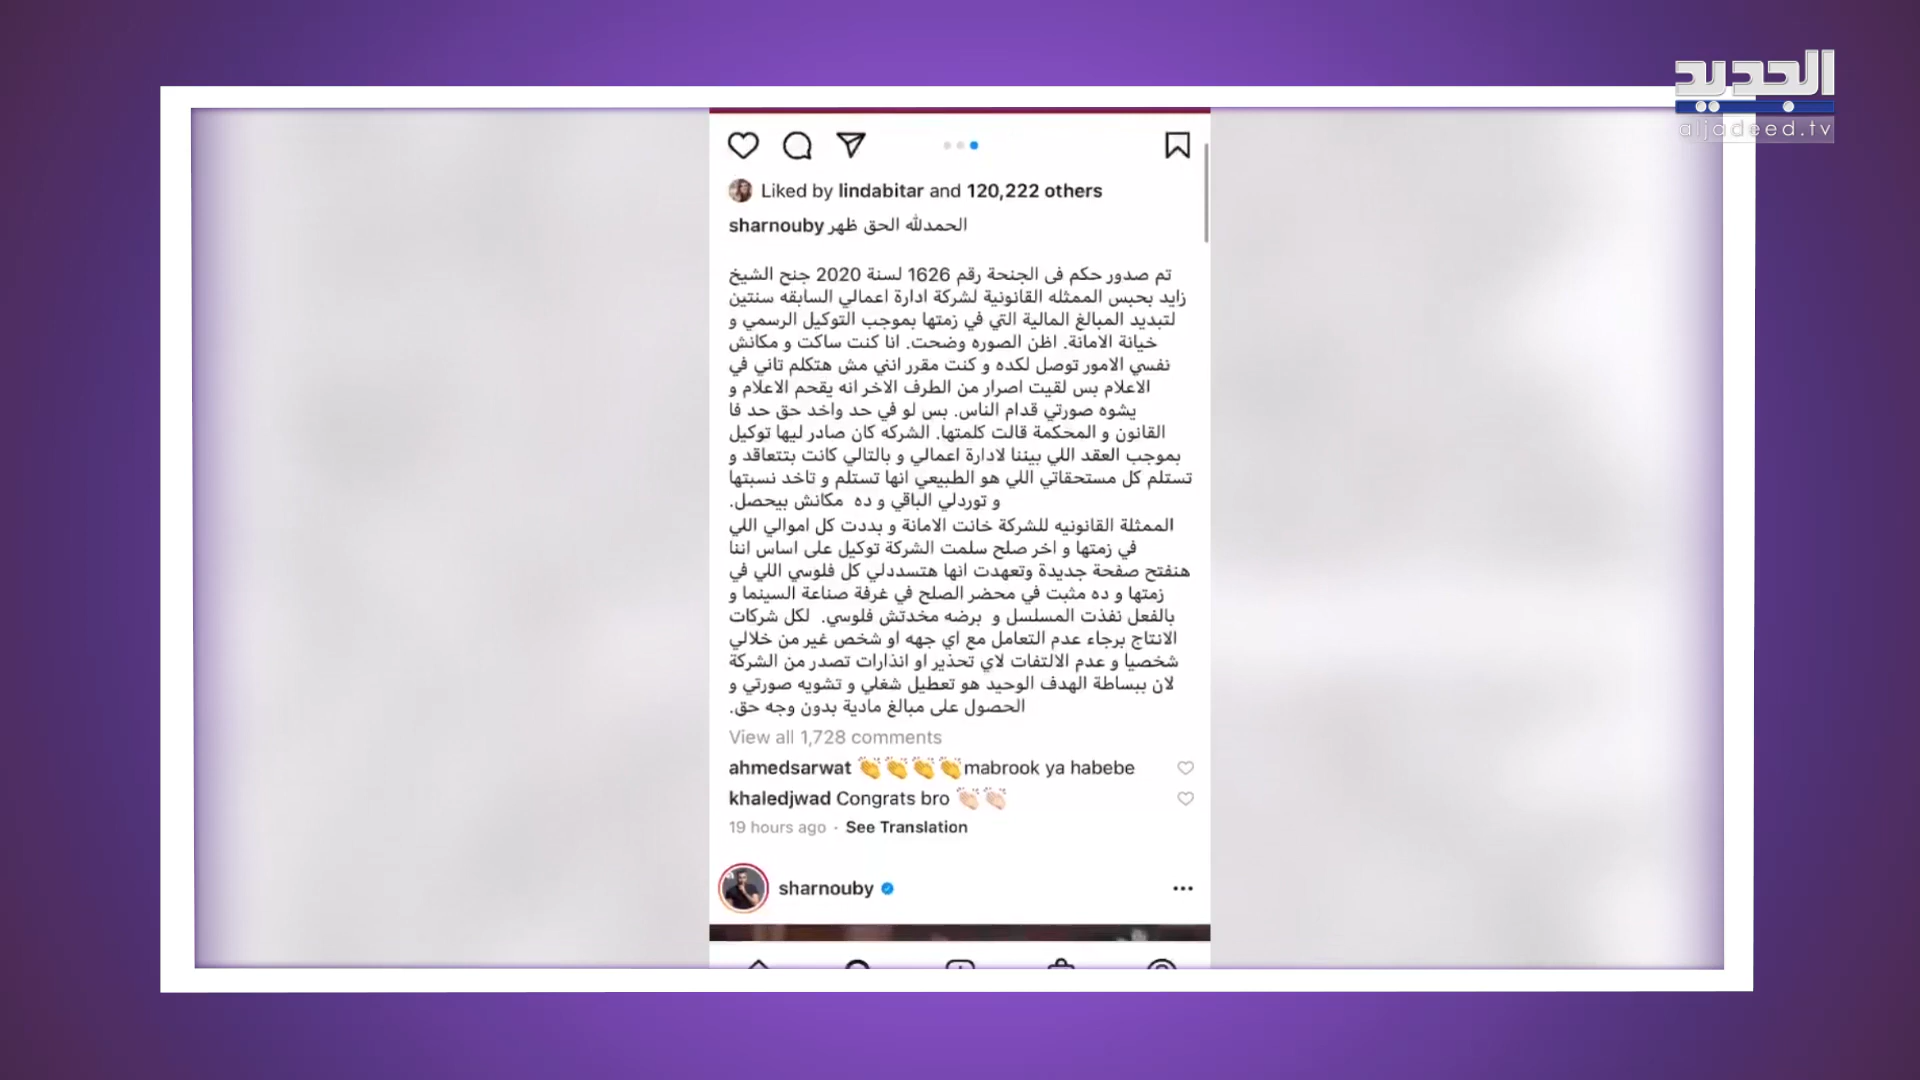 الجديد
aljadeed.tv
Liked by lindabitar and 120,222 others
sharnouby الحمدلله الحق ظهر
تم صدور حكم فى الجنحة رقم 1626 لسنة 2020 جنح الشيخ
زايد بحبس الممثله القانونية لشركة ادارة اعمالي السابقه سنتين
لتبديد المبالغ المالية التي في زمتها بموجب التوكيل الرسمي و
خيانة الامانة. اظن الصوره وضحت. انا كنت ساكت و مكانش
نفسي الامور توصل لكده و كنت مقرر انني مش هتكلم تاني في
الاعلام بس لقيت اصرار من الطرف الاخر انه يقحم الاعلام و
يشوه صورتي قدام الناس. بس لو في حد واخد حق حد فا
القانون و المحكمة قالت كلمتها. الشركه كان صادر ليها توكيل
بموجب العقد اللي بيننا لادارة اعمالي و بالتالي كانت بتتعاقد و
تستلم كل مستحقاتي اللي هو الطبيعي انها تستلم و تاخد نسبتها
و توردلي الباقي و ده مكانش بيحصل.
الممثلة القانونيه للشركة خانت الامانة و بددت كل اموالي اللي
في زمتها و اخر صلح سلمت الشركة توكيل على اساس اننا
هنفتح صفحة جديدة وتعهدت انها هتسددلي كل فلوسي اللي في
زمتها و ده مثبت في محضر الصلح في غرفة صناعة السينما و
بالفعل نفذت المسلسل و برضه مخدتش فلوسي. لكل شركات
الانتاج برجاء عدم التعامل مع اي جهه او شخص غير من خلالي
شخصيا و عدم الالتفات لاي تحذير او انذارات تصدر من الشركة
لان ببساطة الهدف الوحيد هو تعطيل شغلي و تشويه صورتي و
الحصول على مبالغ مادية بدون وجه حق.
View all 1,728 comments
ahmedsarwat 👏👏👏👏mabrook ya habebe
khaledjwad Congrats bro 👏🏻👏🏻
19 hours ago · See Translation
sharnouby